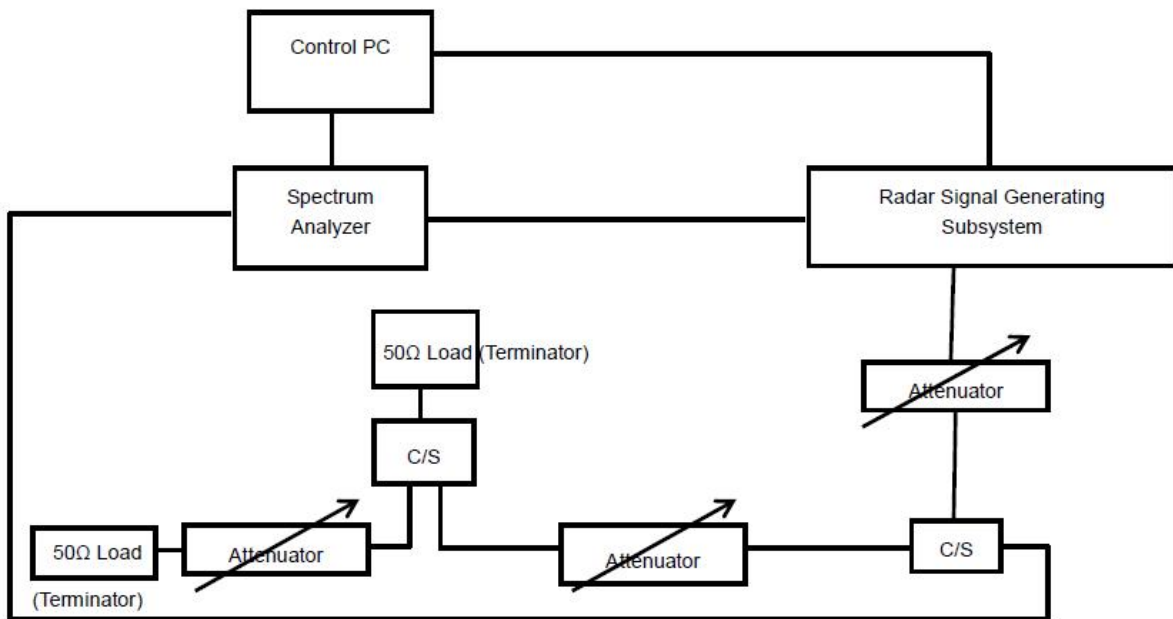 Control PC
Spectrum
Analyzer
Radar Signal Generating
Subsystem
50Ω Load (Terminator)
Attenuator
C/S
50Ω Load
(Terminator)
Attenuator
Attenuator
C/S